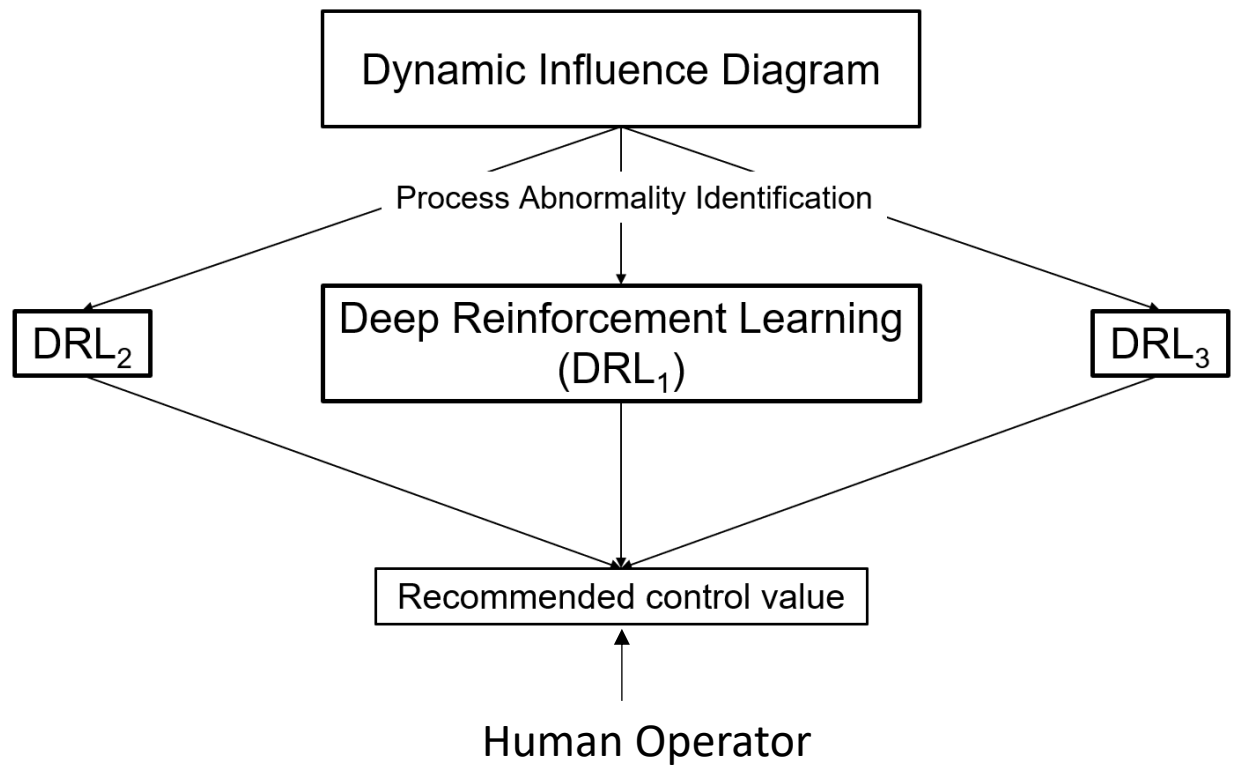 Dynamic Influence Diagram
Process Abnormality Identification
DRL₂
Deep Reinforcement Learning
(DRL₁)
DRL₃
Recommended control value
Human Operator